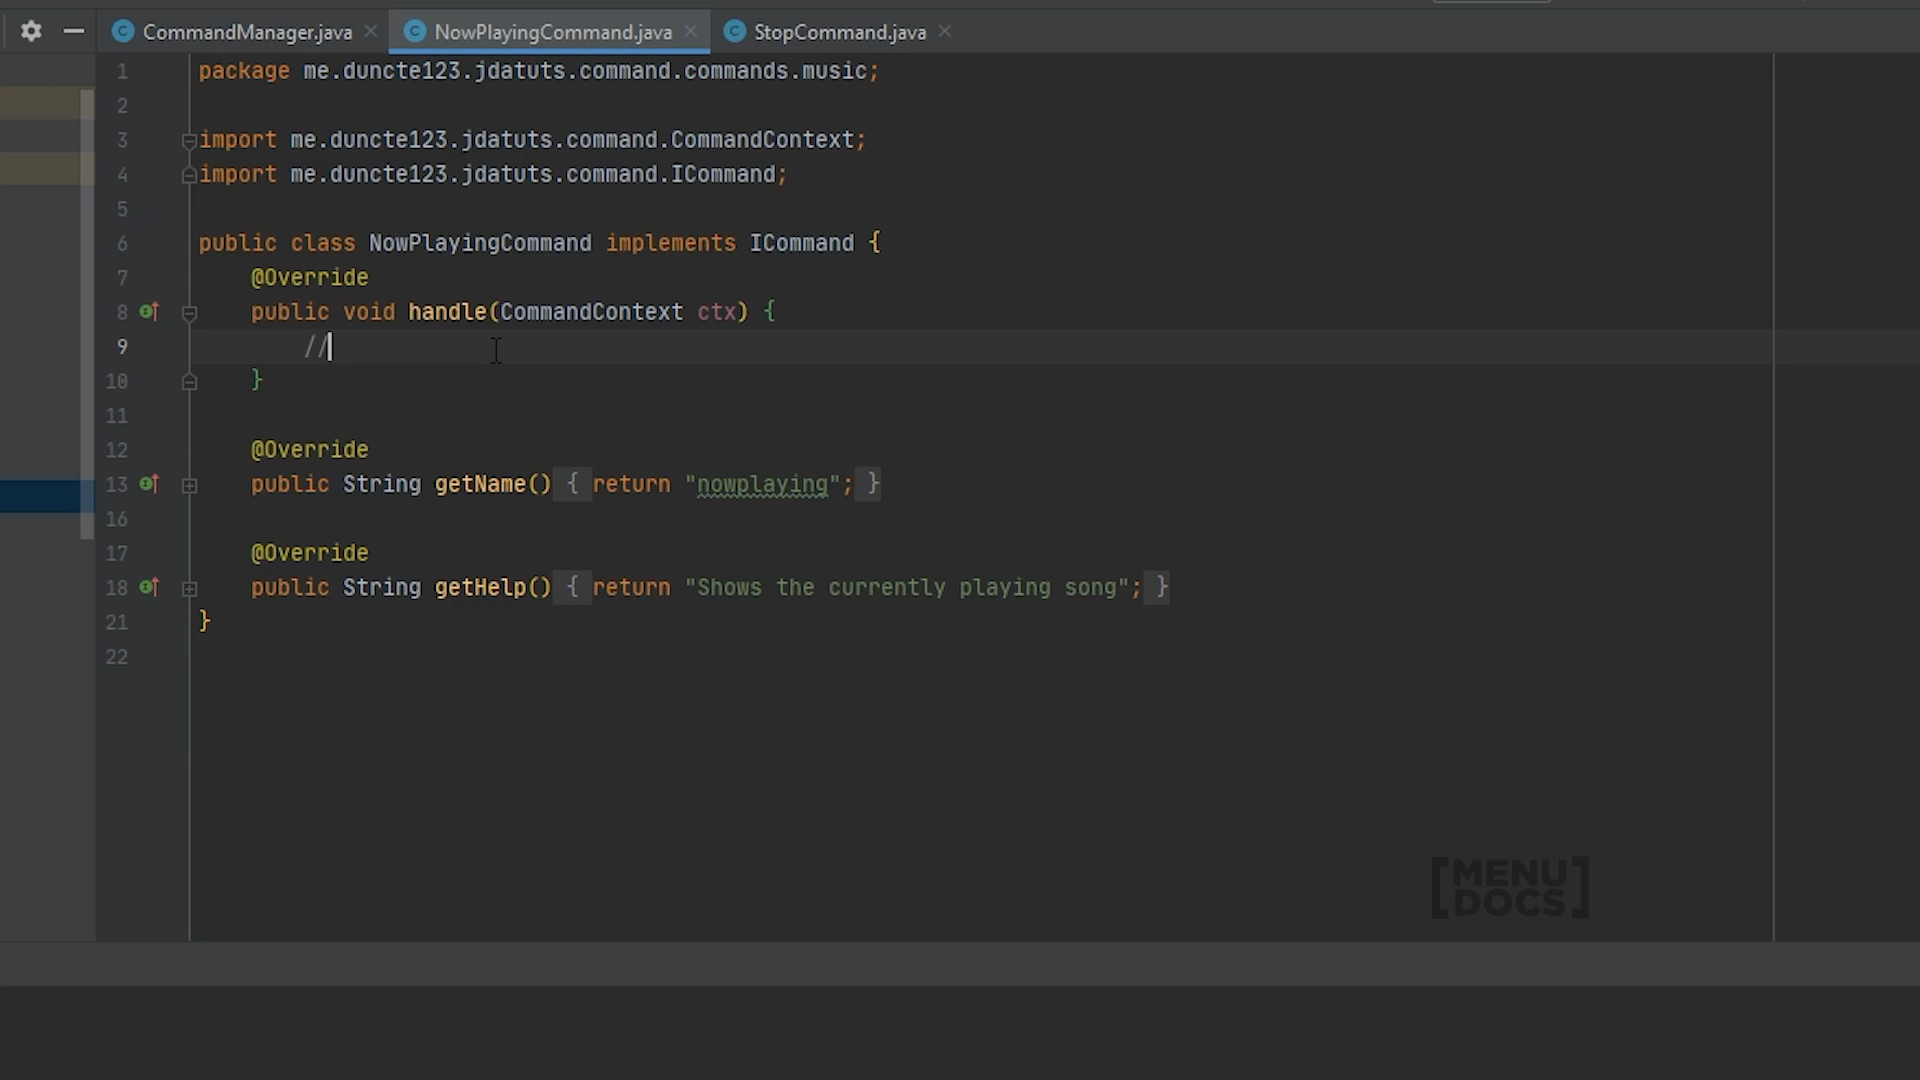 CommandManager.java NowPlayingCommand.java StopCommand.java
1 package me.duncte123.jdatuts.command.commands.music;
2
3 import me.duncte123.jdatuts.command.CommandContext;
4 import me.duncte123.jdatuts.command.ICommand;
5
6 public class NowPlayingCommand implements ICommand {
7 @Override
8 public void handle(CommandContext ctx) {
9 //
10 }
11
12 @Override
13 public String getName() { return "nowplaying"; }
16
17 @Override
18 public String getHelp() { return "Shows the currently playing song"; }
21 }
22
[MENU
DOCS]